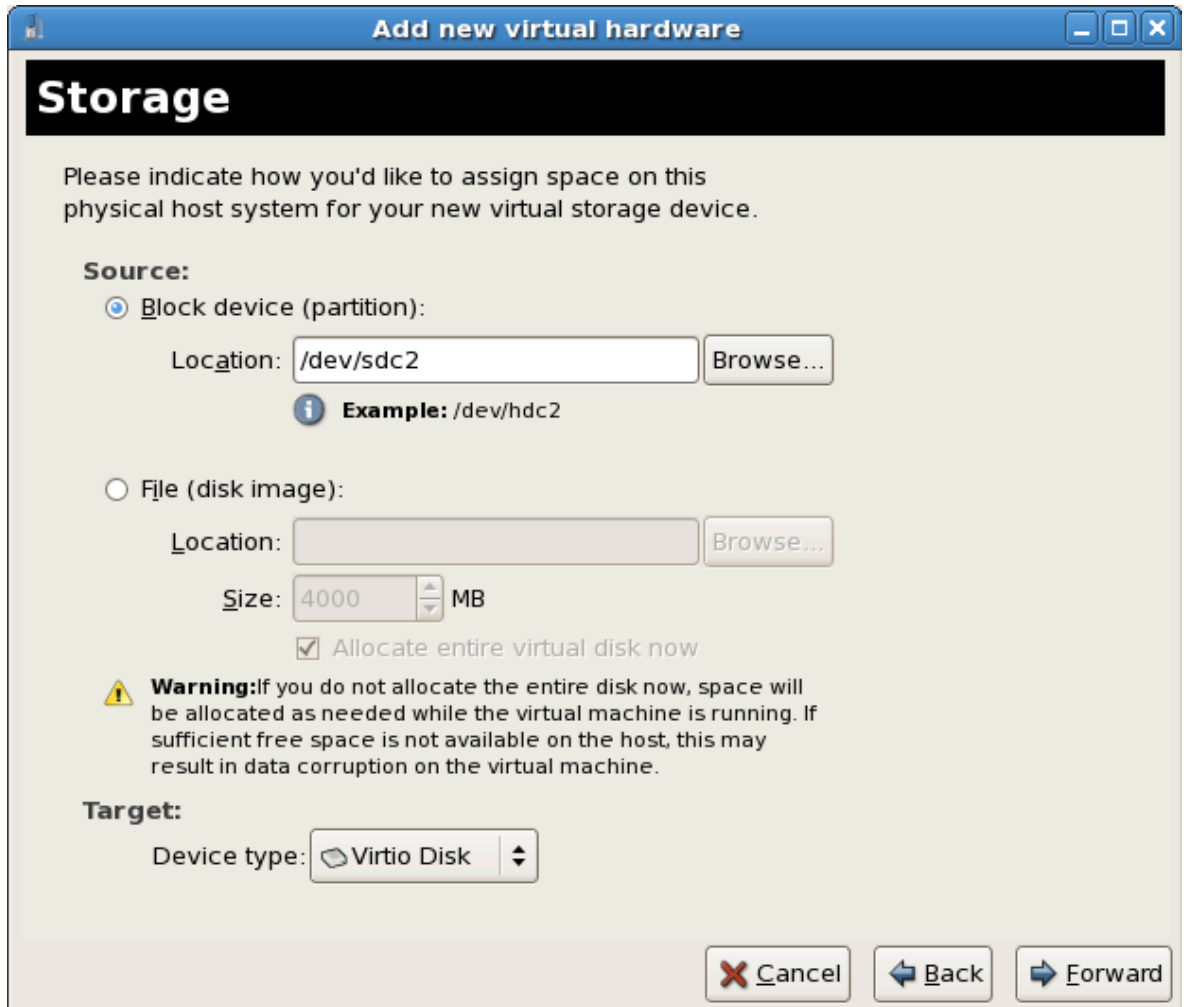 Add new virtual hardware
Storage
Please indicate how you'd like to assign space on this
physical host system for your new virtual storage device.
Source:
Block device (partition):
Location: /dev/sdc2 Browse...
Example: /dev/hdc2
File (disk image):
Location: Browse...
Size: 4000 MB
Allocate entire virtual disk now
Warning:If you do not allocate the entire disk now, space will
be allocated as needed while the virtual machine is running. If
sufficient free space is not available on the host, this may
result in data corruption on the virtual machine.
Target:
Device type: Virtio Disk
Cancel Back Forward